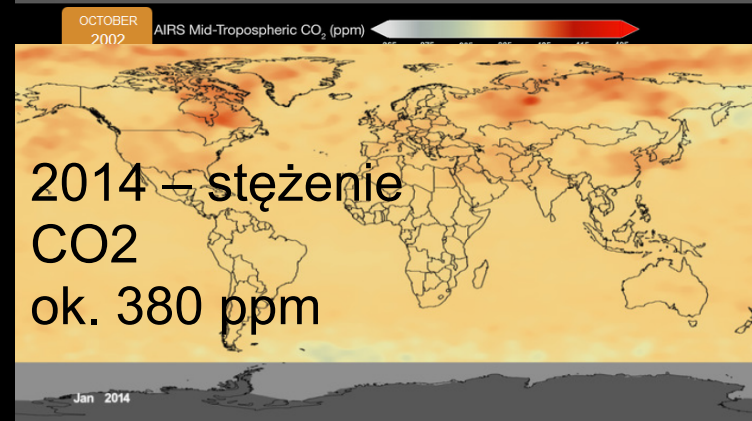 OCTOBER
2002
AIRS Mid-Tropospheric CO2 (ppm)
2014 – stężenie
CO2
ok. 380 ppm
Jan 2014